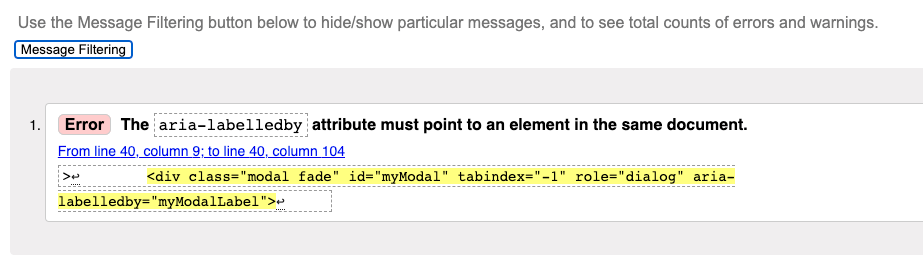 Use the Message Filtering button below to hide/show particular messages, and to see total counts of errors and warnings.
Message Filtering
1. Error The aria-labelledby attribute must point to an element in the same document.
From line 40, column 9; to line 40, column 104
>↩ <div class="modal fade" id="myModal" tabindex="-1" role="dialog" aria-
labelledby="myModalLabel">↩